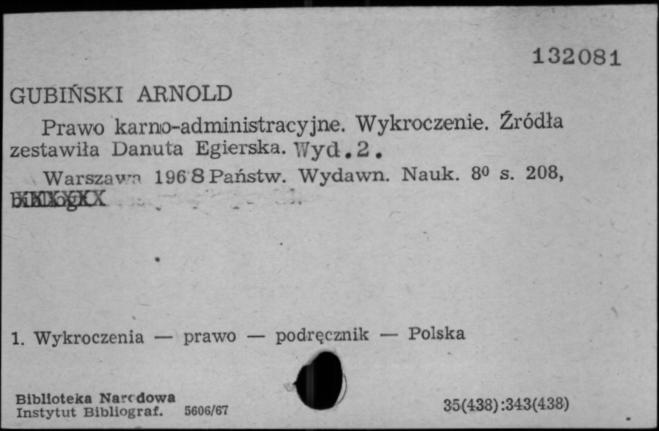 132081
GUBIŃSKI ARNOLD
Prawo karno-administracyjne. Wykroczenie. Źródła
zestawiła Danuta Egierska. Wyd.2.
Warszawa 1968 Państw. Wydawn. Nauk. 8⁰ s. 208,
1. Wykroczenia — prawo — podręcznik — Polska
Biblioteka Narodowa
Instytut Bibliograf. 5606/67
35(438):343(438)